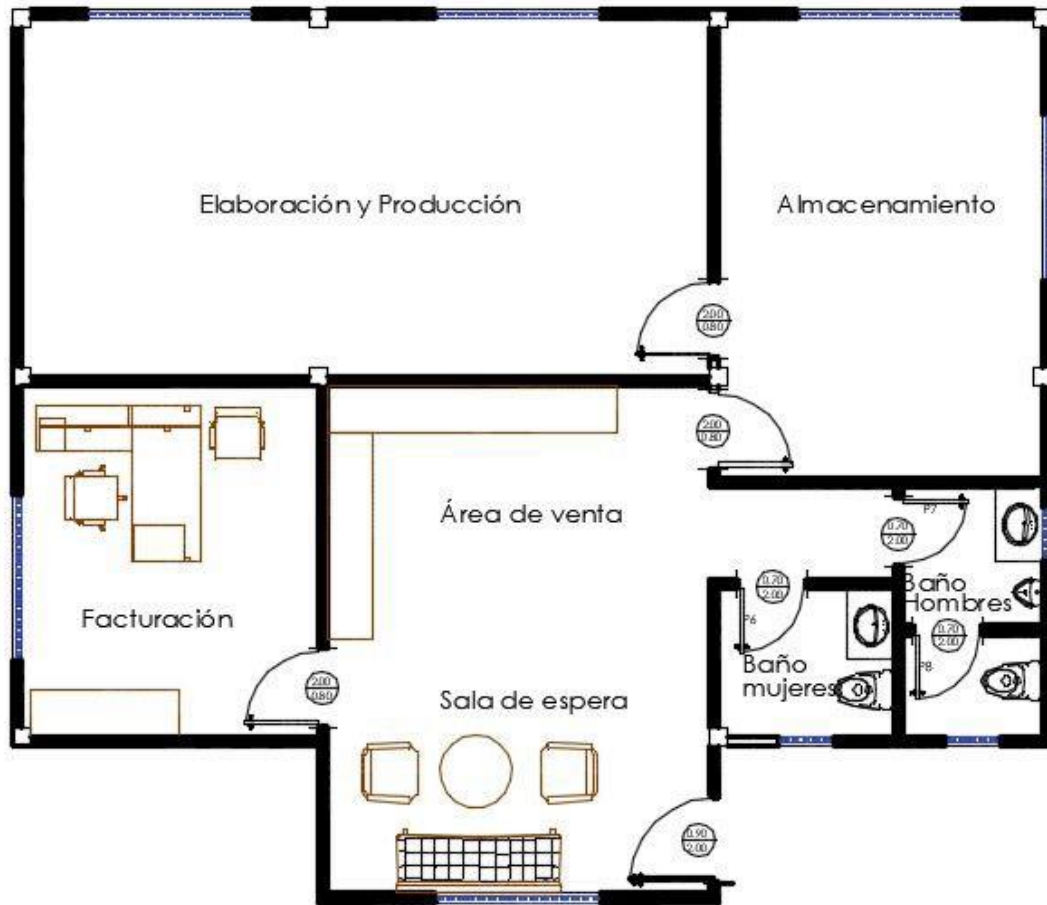 Elaboración y Producción
Almacenamiento
2.00
0.80
2.00
0.80
Área de venta
P7
0.70
2.00
Baño
Hombres
0.70
2.00
P6
Facturación
0.70
2.00
P8
Baño
mujeres
2.00
0.80
Sala de espera
0.90
2.00